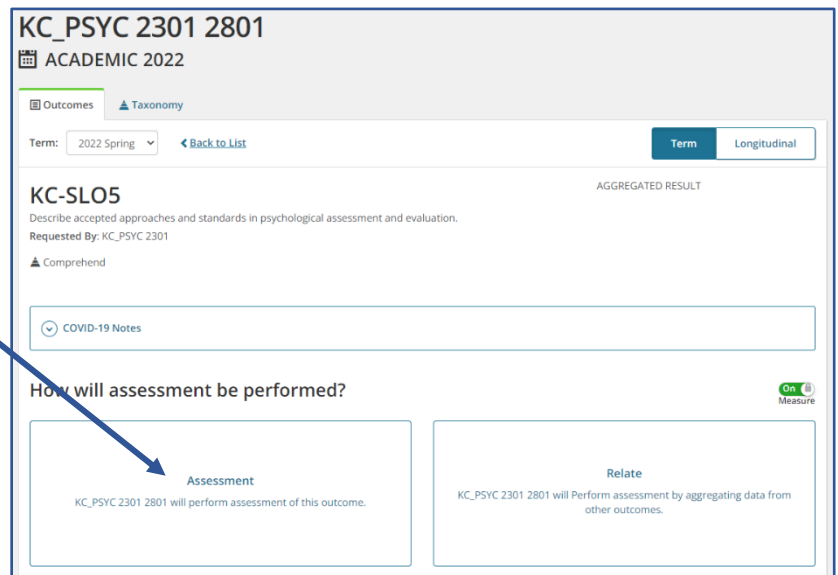 KC_PSYC 2301 2801
ACADEMIC 2022
Outcomes Taxonomy
Term: 2022 Spring Back to List Term Longitudinal
KC-SLO5 AGGREGATED RESULT
Describe accepted approaches and standards in psychological assessment and evaluation.
Requested By: KC_PSYC 2301
Comprehend
COVID-19 Notes
How will assessment be performed? On
Measure
Assessment
KC_PSYC 2301 2801 will perform assessment of this outcome.
Relate
KC_PSYC 2301 2801 will Perform assessment by aggregating data from
other outcomes.